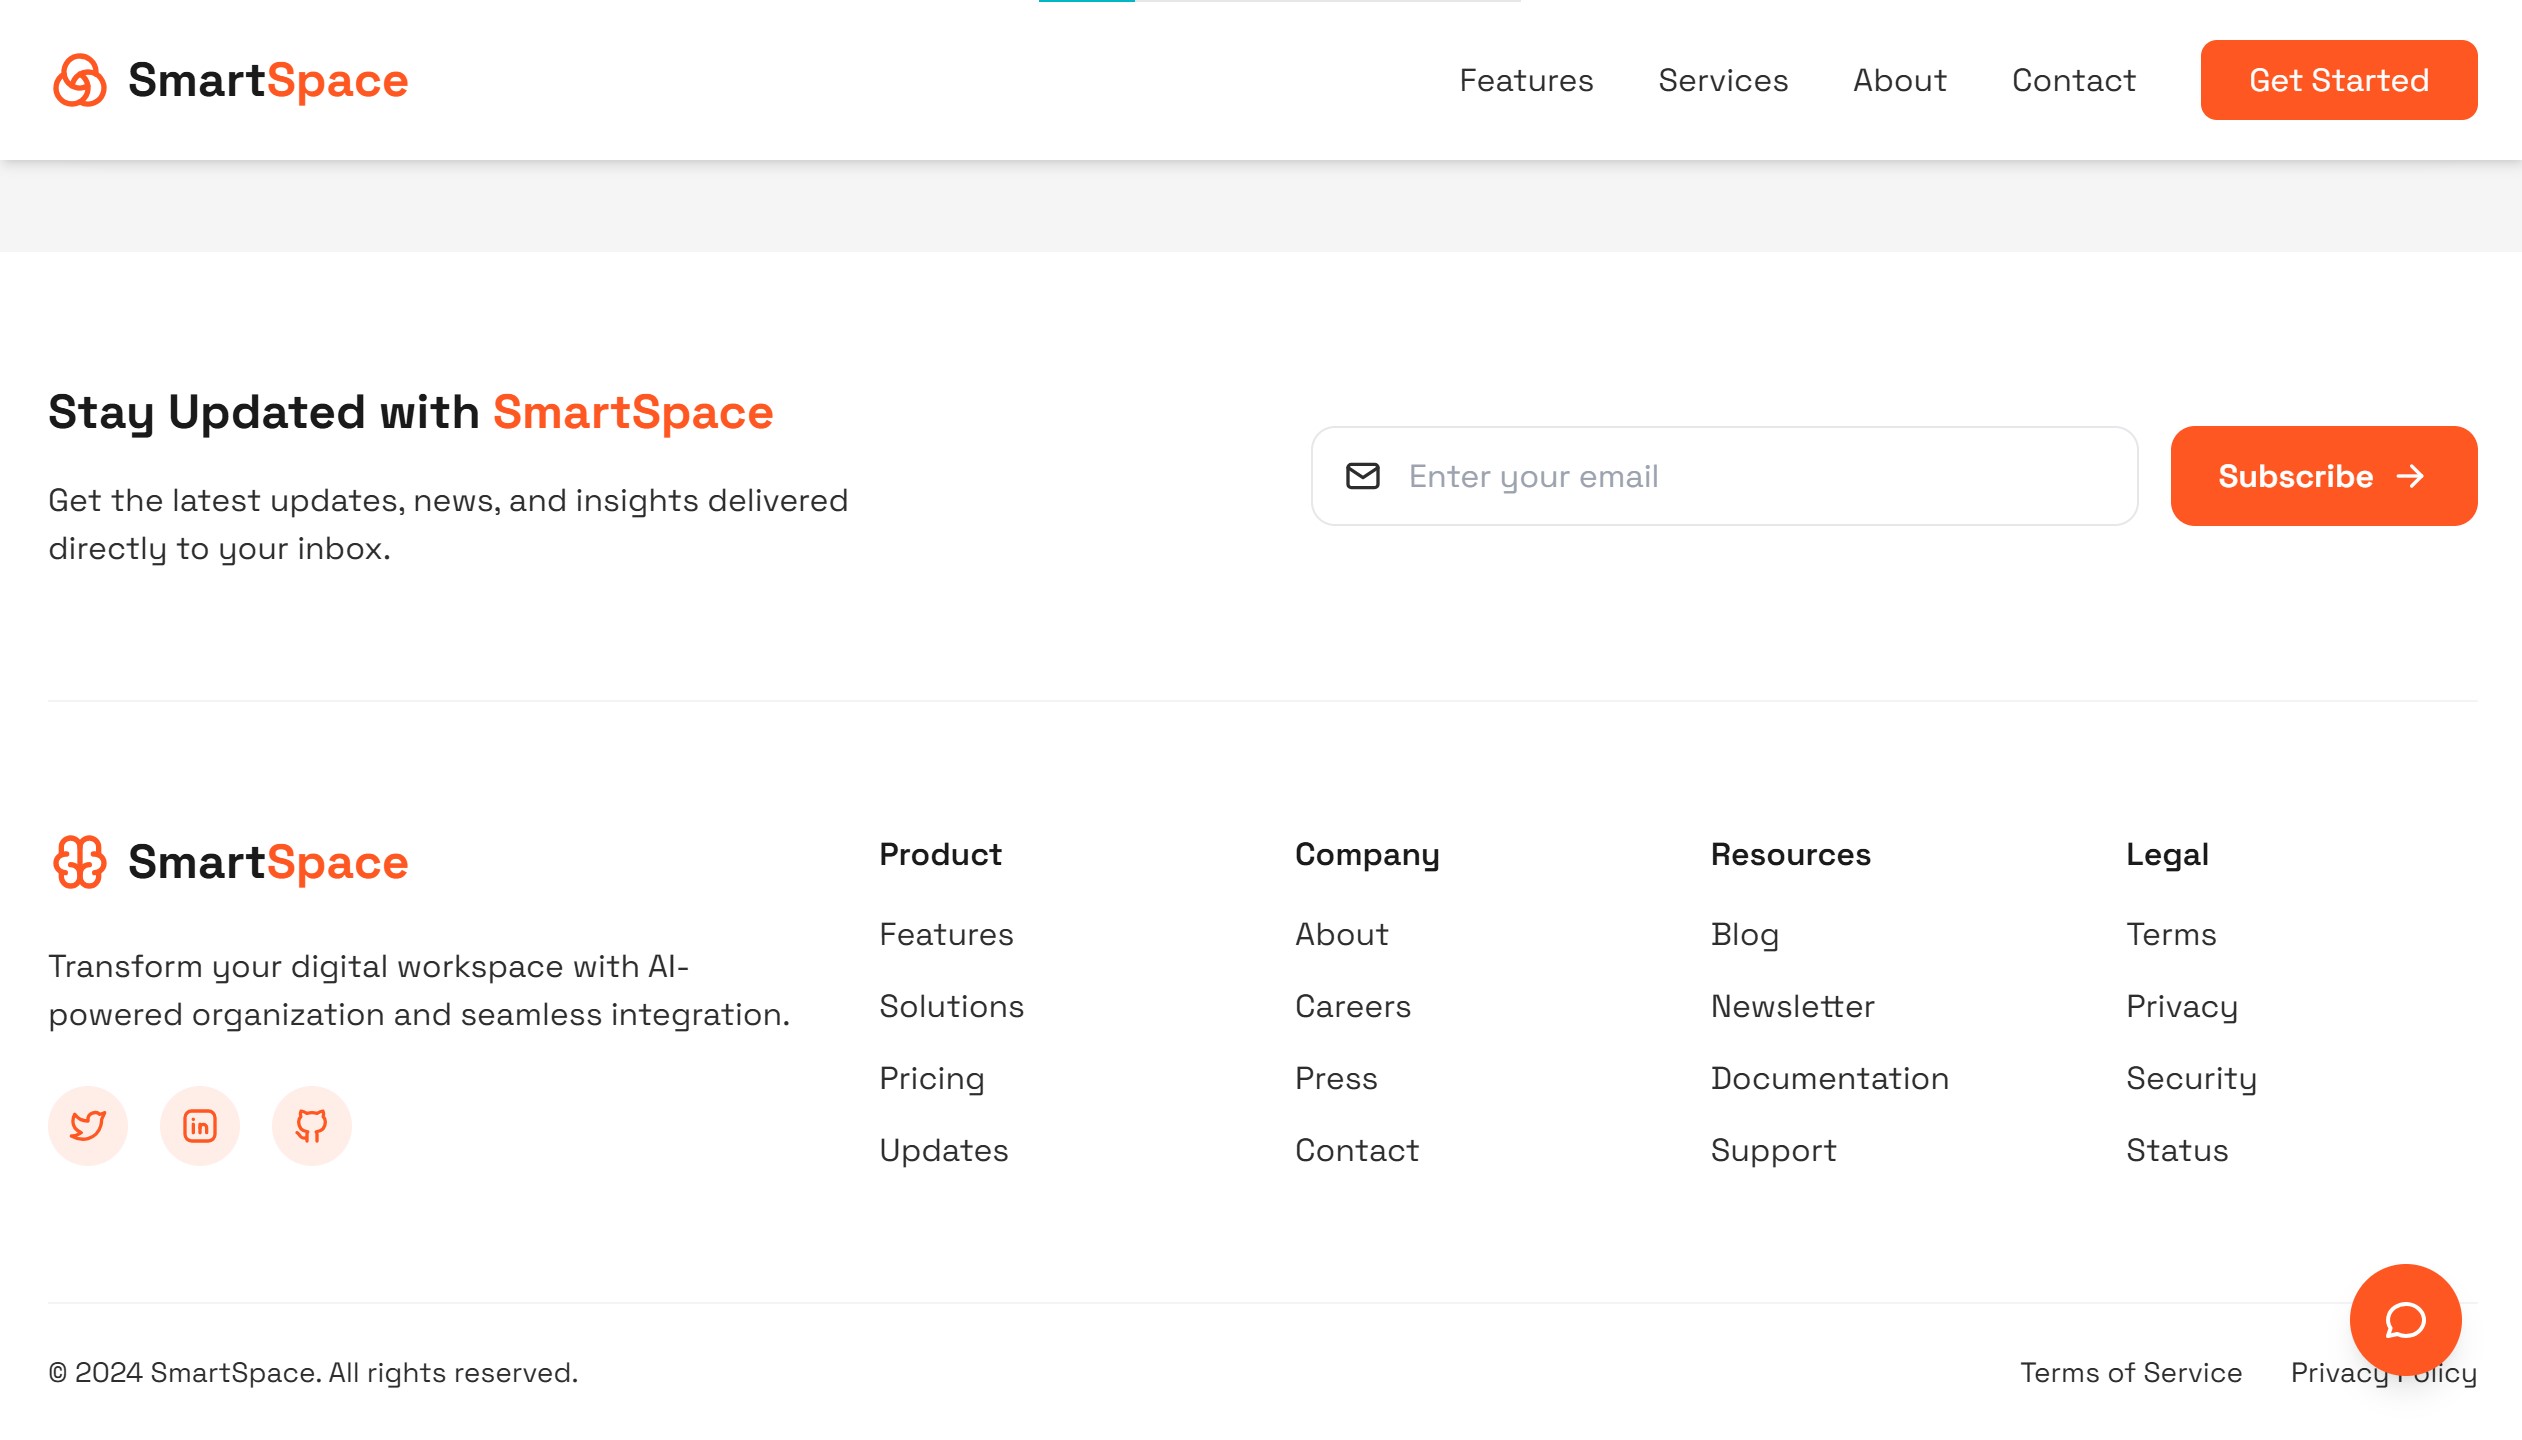 SmartSpace
Features
Services
About
Contact
Get Started
Stay Updated with SmartSpace
Get the latest updates, news, and insights delivered
directly to your inbox.
Enter your email
Subscribe
SmartSpace
Transform your digital workspace with AI-
powered organization and seamless integration.
Product
Features
Solutions
Pricing
Updates
Company
About
Careers
Press
Contact
Resources
Blog
Newsletter
Documentation
Support
Legal
Terms
Privacy
Security
Status
© 2024 SmartSpace. All rights reserved.
Terms of Service
Privacy Policy